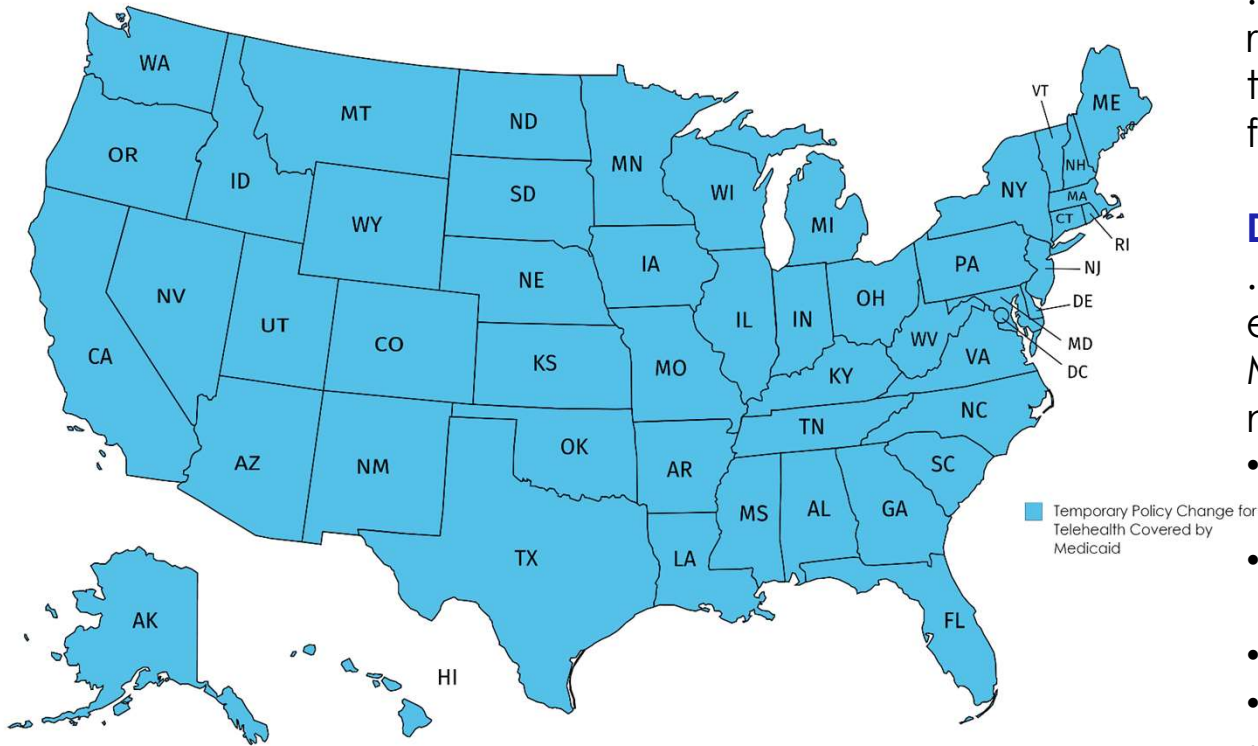 WA
MT
ND
MN
VT
ME
OR
ID
SD
WI
NH
NY
MA
WY
MI
CT
RI
IA
PA
NJ
NE
NV
OH
DE
IL
IN
UT
CO
WV
MD
CA
VA
KS
MO
KY
DC
NC
TN
OK
AZ
NM
AR
SC
MS
AL
GA
Temporary Policy Change for
Telehealth Covered by
Medicaid
TX
LA
AK
FL
HI